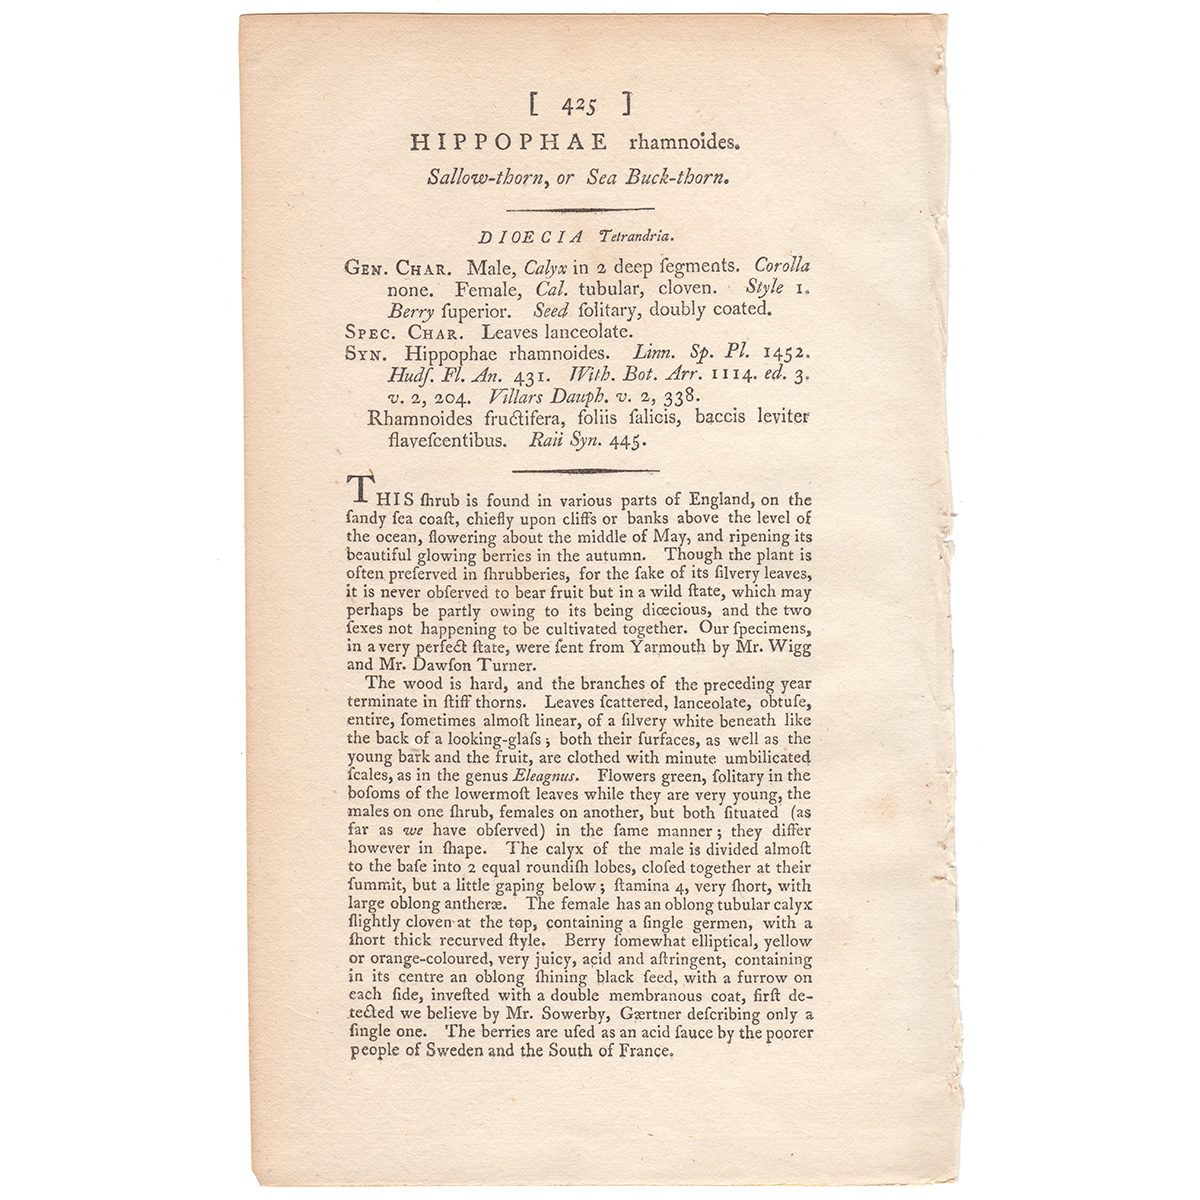 [ 425 ]
HIPPOPHAE rhamnoides.
Sallow-thorn, or Sea Buck-thorn.
DIOECIA Tetrandria.
GEN. CHAR. Male, Calyx in 2 deep ſegments. Corolla
none. Female, Cal. tubular, cloven. Style 1.
Berry ſuperior. Seed ſolitary, doubly coated.
SPEC. CHAR. Leaves lanceolate.
SYN. Hippophae rhamnoides. Linn. Sp. Pl. 1452.
Hudſ. Fl. An. 431. With. Bot. Arr. 1114. ed. 3.
v. 2, 204. Villars Dauph. v. 2, 338.
Rhamnoides fructifera, foliis ſalicis, baccis leviter
flaveſcentibus. Raii Syn. 445.
THIS ſhrub is found in various parts of England, on the
ſandy ſea coaſt, chiefly upon cliffs or banks above the level of
the ocean, flowering about the middle of May, and ripening its
beautiful glowing berries in the autumn. Though the plant is
often preſerved in ſhrubberies, for the ſake of its ſilvery leaves,
it is never obſerved to bear fruit but in a wild ſtate, which may
perhaps be partly owing to its being diœcious, and the two
ſexes not happening to be cultivated together. Our ſpecimens,
in a very perfect ſtate, were ſent from Yarmouth by Mr. Wigg
and Mr. Dawſon Turner.
The wood is hard, and the branches of the preceding year
terminate in ſtiff thorns. Leaves ſcattered, lanceolate, obtuſe,
entire, ſometimes almoſt linear, of a ſilvery white beneath like
the back of a looking-glaſs; both their ſurfaces, as well as the
young bark and the fruit, are clothed with minute umbilicated
ſcales, as in the genus Eleagnus. Flowers green, ſolitary in the
boſoms of the lowermoſt leaves while they are very young, the
males on one ſhrub, females on another, but both ſituated (as
far as we have obſerved) in the ſame manner; they differ
however in ſhape. The calyx of the male is divided almoſt
to the baſe into 2 equal roundiſh lobes, cloſed together at their
ſummit, but a little gaping below; ſtamina 4, very ſhort, with
large oblong antheræ. The female has an oblong tubular calyx
ſlightly cloven at the top, containing a ſingle germen, with a
ſhort thick recurved ſtyle. Berry ſomewhat elliptical, yellow
or orange-coloured, very juicy, acid and aſtringent, containing
in its centre an oblong ſhining black ſeed, with a furrow on
each ſide, inveſted with a double membranous coat, firſt de-
tected we believe by Mr. Sowerby, Gærtner deſcribing only a
ſingle one. The berries are uſed as an acid ſauce by the poorer
people of Sweden and the South of France.